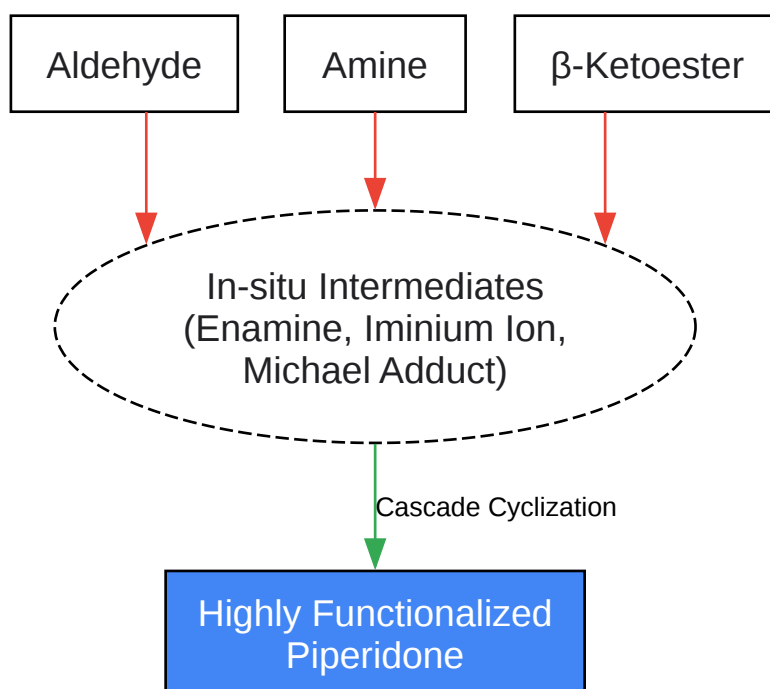 Aldehyde
Amine
β-Ketoester
In-situ Intermediates
(Enamine, Iminium Ion,
Michael Adduct)
Cascade Cyclization
Highly Functionalized
Piperidone